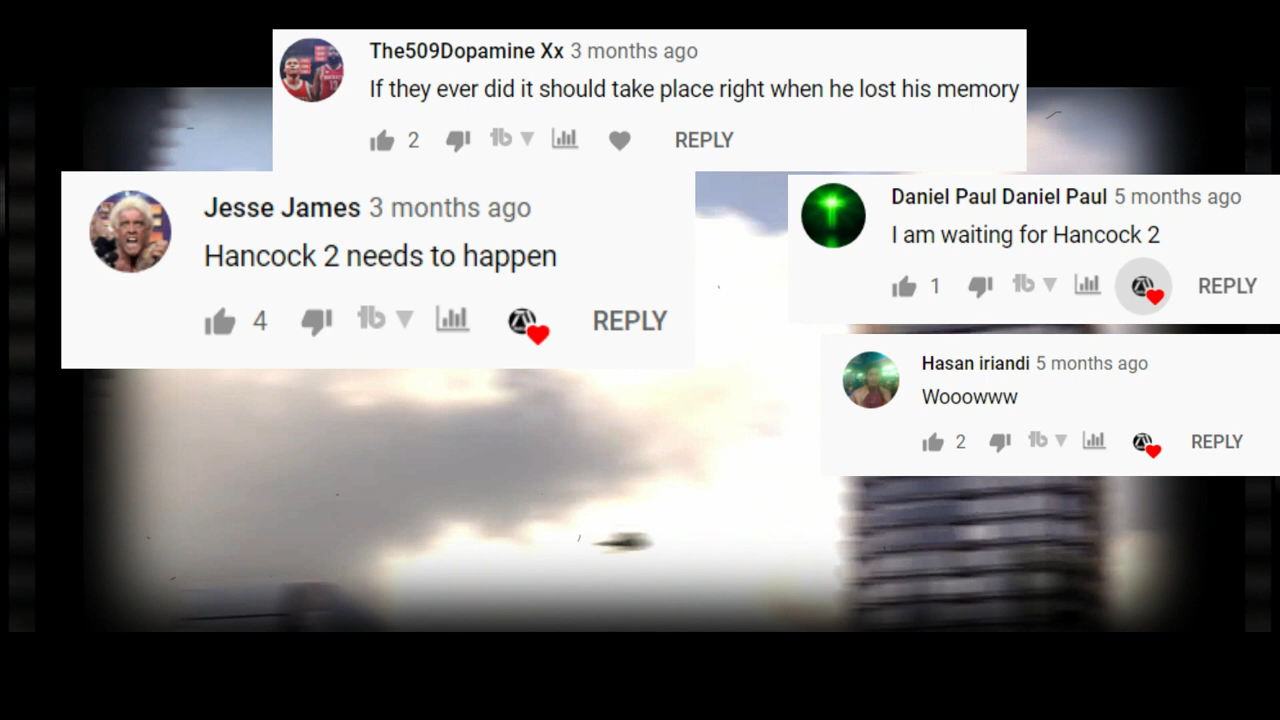 The509Dopamine Xx 3 months ago
If they ever did it should take place right when he lost his memory
2 REPLY
Jesse James 3 months ago
Hancock 2 needs to happen
4 REPLY
Daniel Paul Daniel Paul 5 months ago
I am waiting for Hancock 2
1 REPLY
Hasan iriandi 5 months ago
Wooowww
2 REPLY